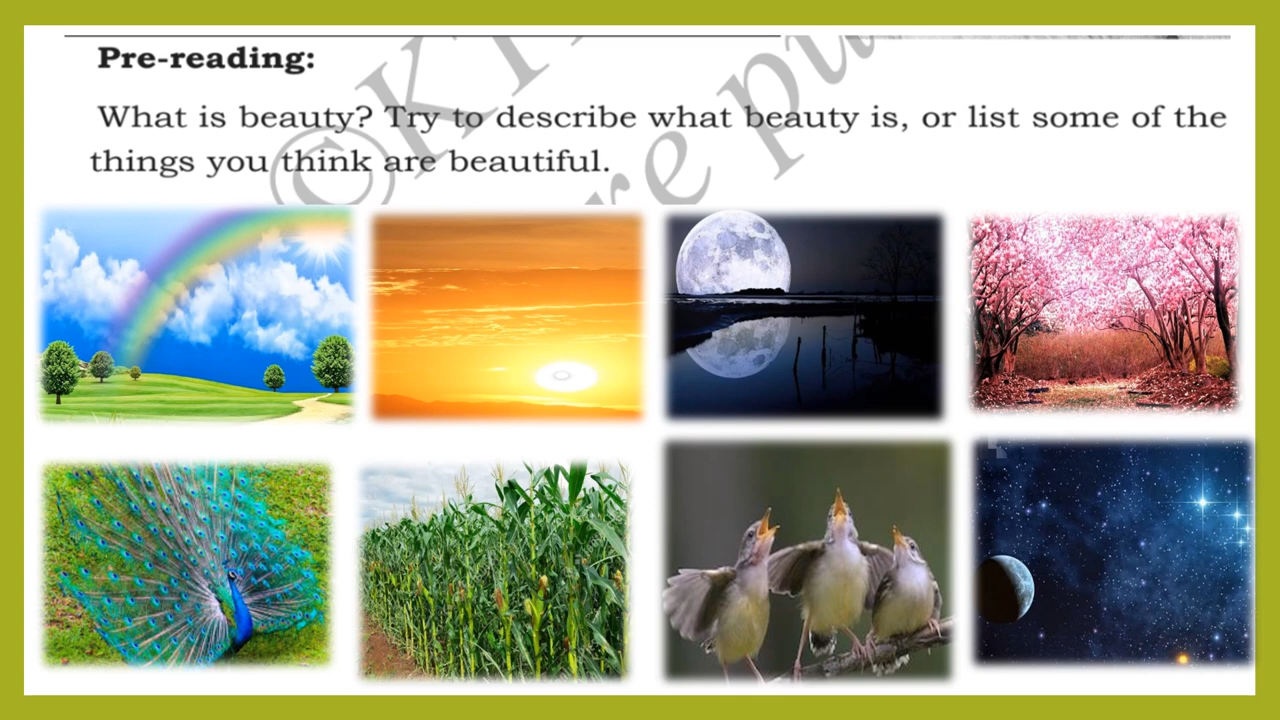 Pre-reading:
What is beauty? Try to describe what beauty is, or list some of the
things you think are beautiful.